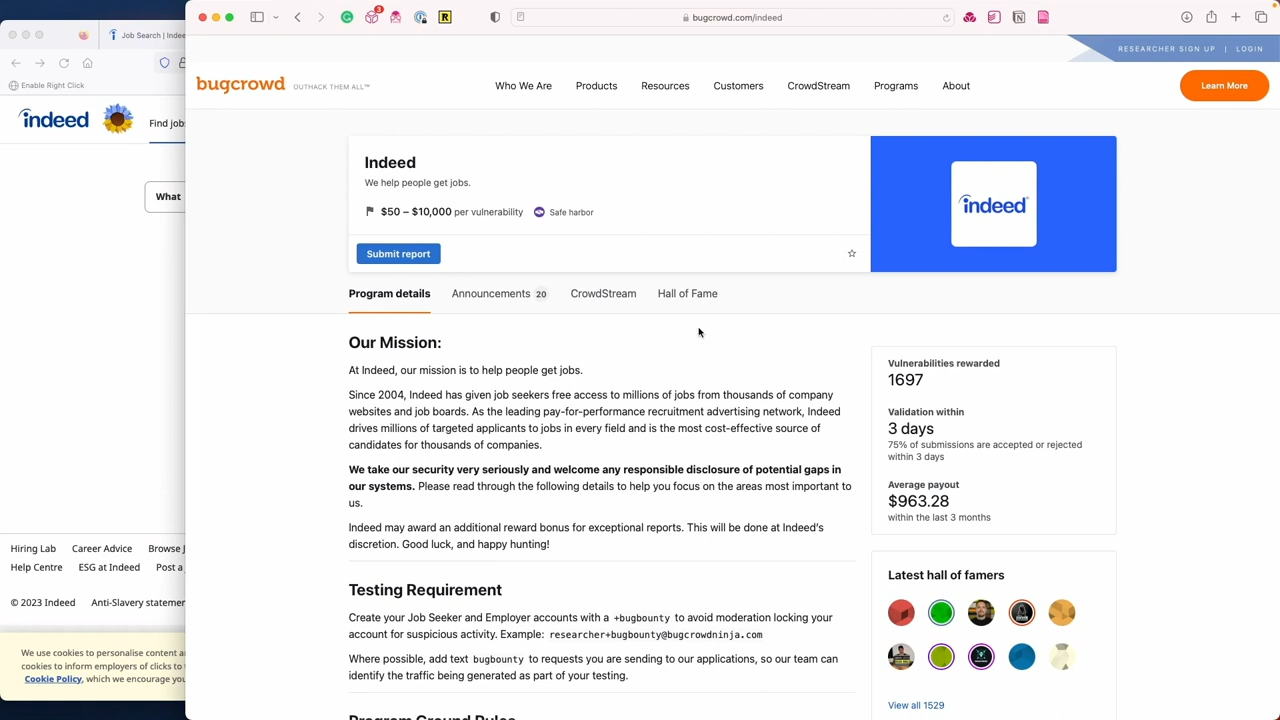 3
R
bugcrowd.com/indeed
Job Search | Indee
Enable Right Click
RESEARCHER SIGN UP | LOGIN
bugcrowd OUTHACK THEM ALL™
Who We Are Products Resources Customers CrowdStream Programs About
Learn More
indeed
Find jobs
What
Indeed
We help people get jobs.
$50 – $10,000 per vulnerability Safe harbor
Submit report
indeed
Program details Announcements 20 CrowdStream Hall of Fame
Our Mission:
At Indeed, our mission is to help people get jobs.
Since 2004, Indeed has given job seekers free access to millions of jobs from thousands of company
websites and job boards. As the leading pay-for-performance recruitment advertising network, Indeed
drives millions of targeted applicants to jobs in every field and is the most cost-effective source of
candidates for thousands of companies.
We take our security very seriously and welcome any responsible disclosure of potential gaps in
our systems. Please read through the following details to help you focus on the areas most important to
us.
Indeed may award an additional reward bonus for exceptional reports. This will be done at Indeed's
discretion. Good luck, and happy hunting!
Testing Requirement
Create your Job Seeker and Employer accounts with a +bugbounty to avoid moderation locking your
account for suspicious activity. Example: researcher+bugbounty@bugcrowdninja.com
Where possible, add text bugbounty to requests you are sending to our applications, so our team can
identify the traffic being generated as part of your testing.
Program Ground Rules
Vulnerabilities rewarded
1697
Validation within
3 days
75% of submissions are accepted or rejected
within 3 days
Average payout
$963.28
within the last 3 months
Latest hall of famers
View all 1529
Hiring Lab Career Advice Browse J
Help Centre ESG at Indeed Post a
© 2023 Indeed Anti-Slavery statemen
We use cookies to personalise content a
cookies to inform employers of clicks to
Cookie Policy, which we encourage you